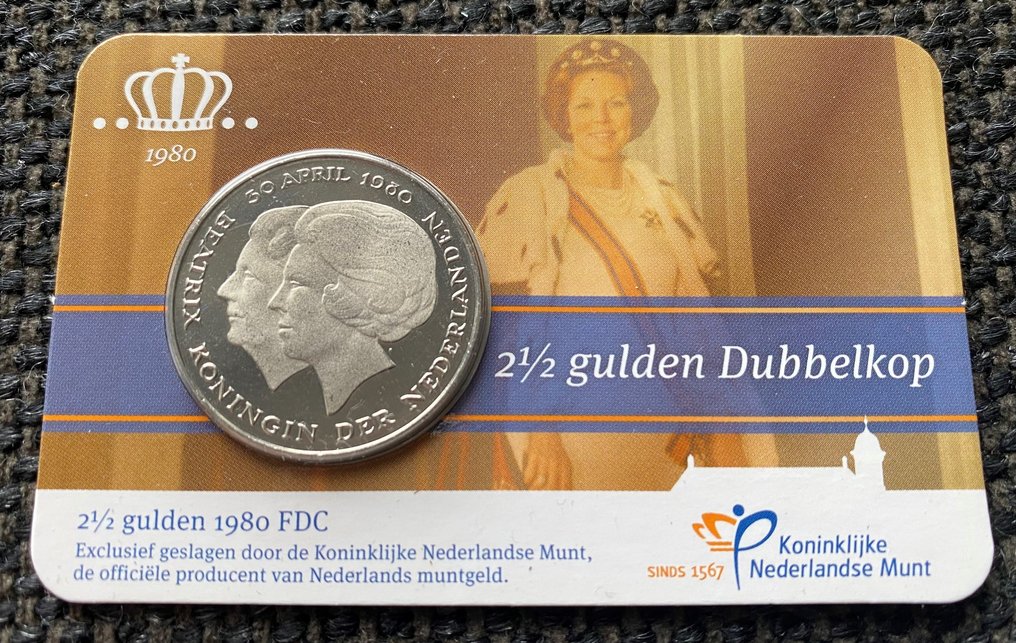 1980
30 APRIL 1980
BEATRIX KONINGIN DER NEDERLANDEN
2½ gulden Dubbelkop
2½ gulden 1980 FDC
Exclusief geslagen door de Koninklijke Nederlandse Munt,
de officiële producent van Nederlands muntgeld.
SINDS 1567
Koninklijke
Nederlandse Munt